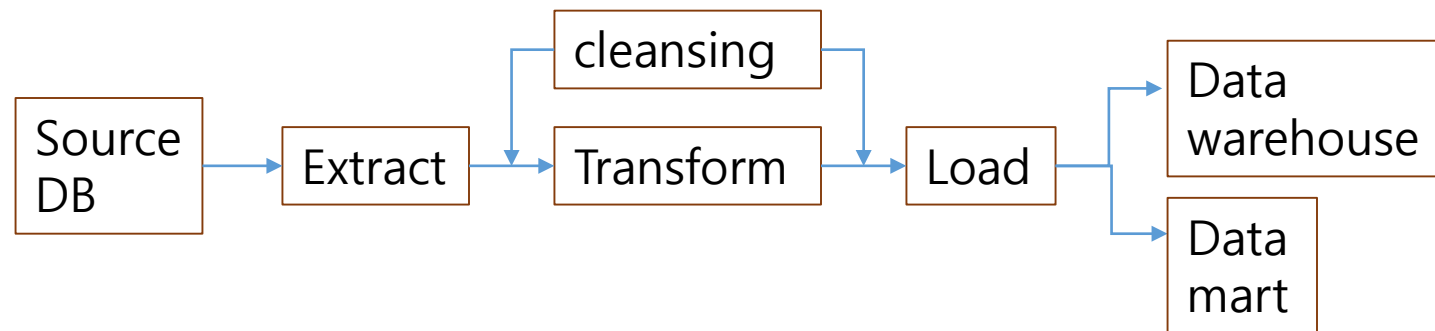 cleansing
Source
DB
Extract
Transform
Load
Data
warehouse
Data
mart